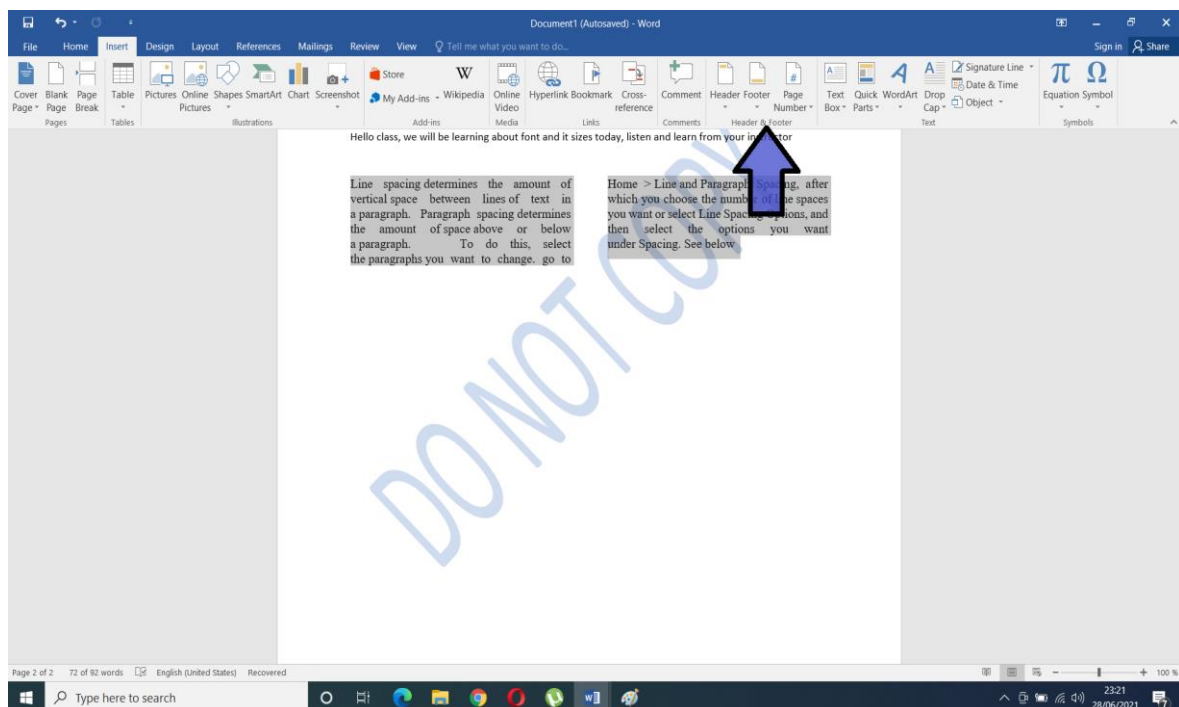 Document1 (Autosaved) - Word
File Home Insert Design Layout References Mailings Review View Tell me what you want to do... Sign in Share
Cover Page Blank Page Page Break Table Pictures Online Pictures Shapes SmartArt Chart Screenshot Store My Add-ins W Wikipedia Online Video Hyperlink Bookmark Cross-reference Comment Header Footer Page Number Text Box Quick Parts WordArt Drop Cap Signature Line Date & Time Object Equation Symbol
Pages Tables Illustrations Add-ins Media Links Comments Header & Footer Text Symbols
Hello class, we will be learning about font and it sizes today, listen and learn from your instructor
Line spacing determines the amount of
vertical space between lines of text in
a paragraph. Paragraph spacing determines
the amount of space above or below
a paragraph. To do this, select
the paragraphs you want to change. go to
Home > Line and Paragraph Spacing, after
which you choose the number of line spaces
you want or select Line Spacing Options, and
then select the options you want
under Spacing. See below
DO NOT COPY
Page 2 of 2 72 of 92 words English (United States) Recovered 100 %
Type here to search
23:21
28/06/2021